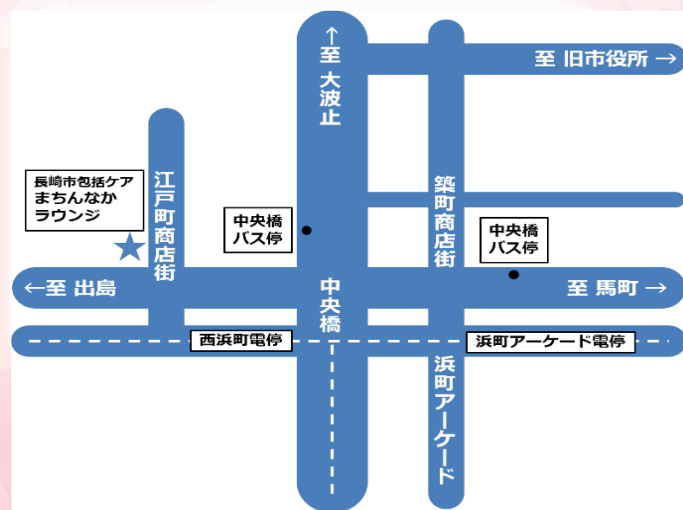 ↑至 大波止
至 旧市役所 →
長崎市包括ケア
まちんなか
ラウンジ
江戸町商店街
中央橋
バス停
築町商店街
中央橋
バス停
←至 出島
中央橋
至 馬町 →
西浜町電停
浜町アーケード電停
浜町アーケード